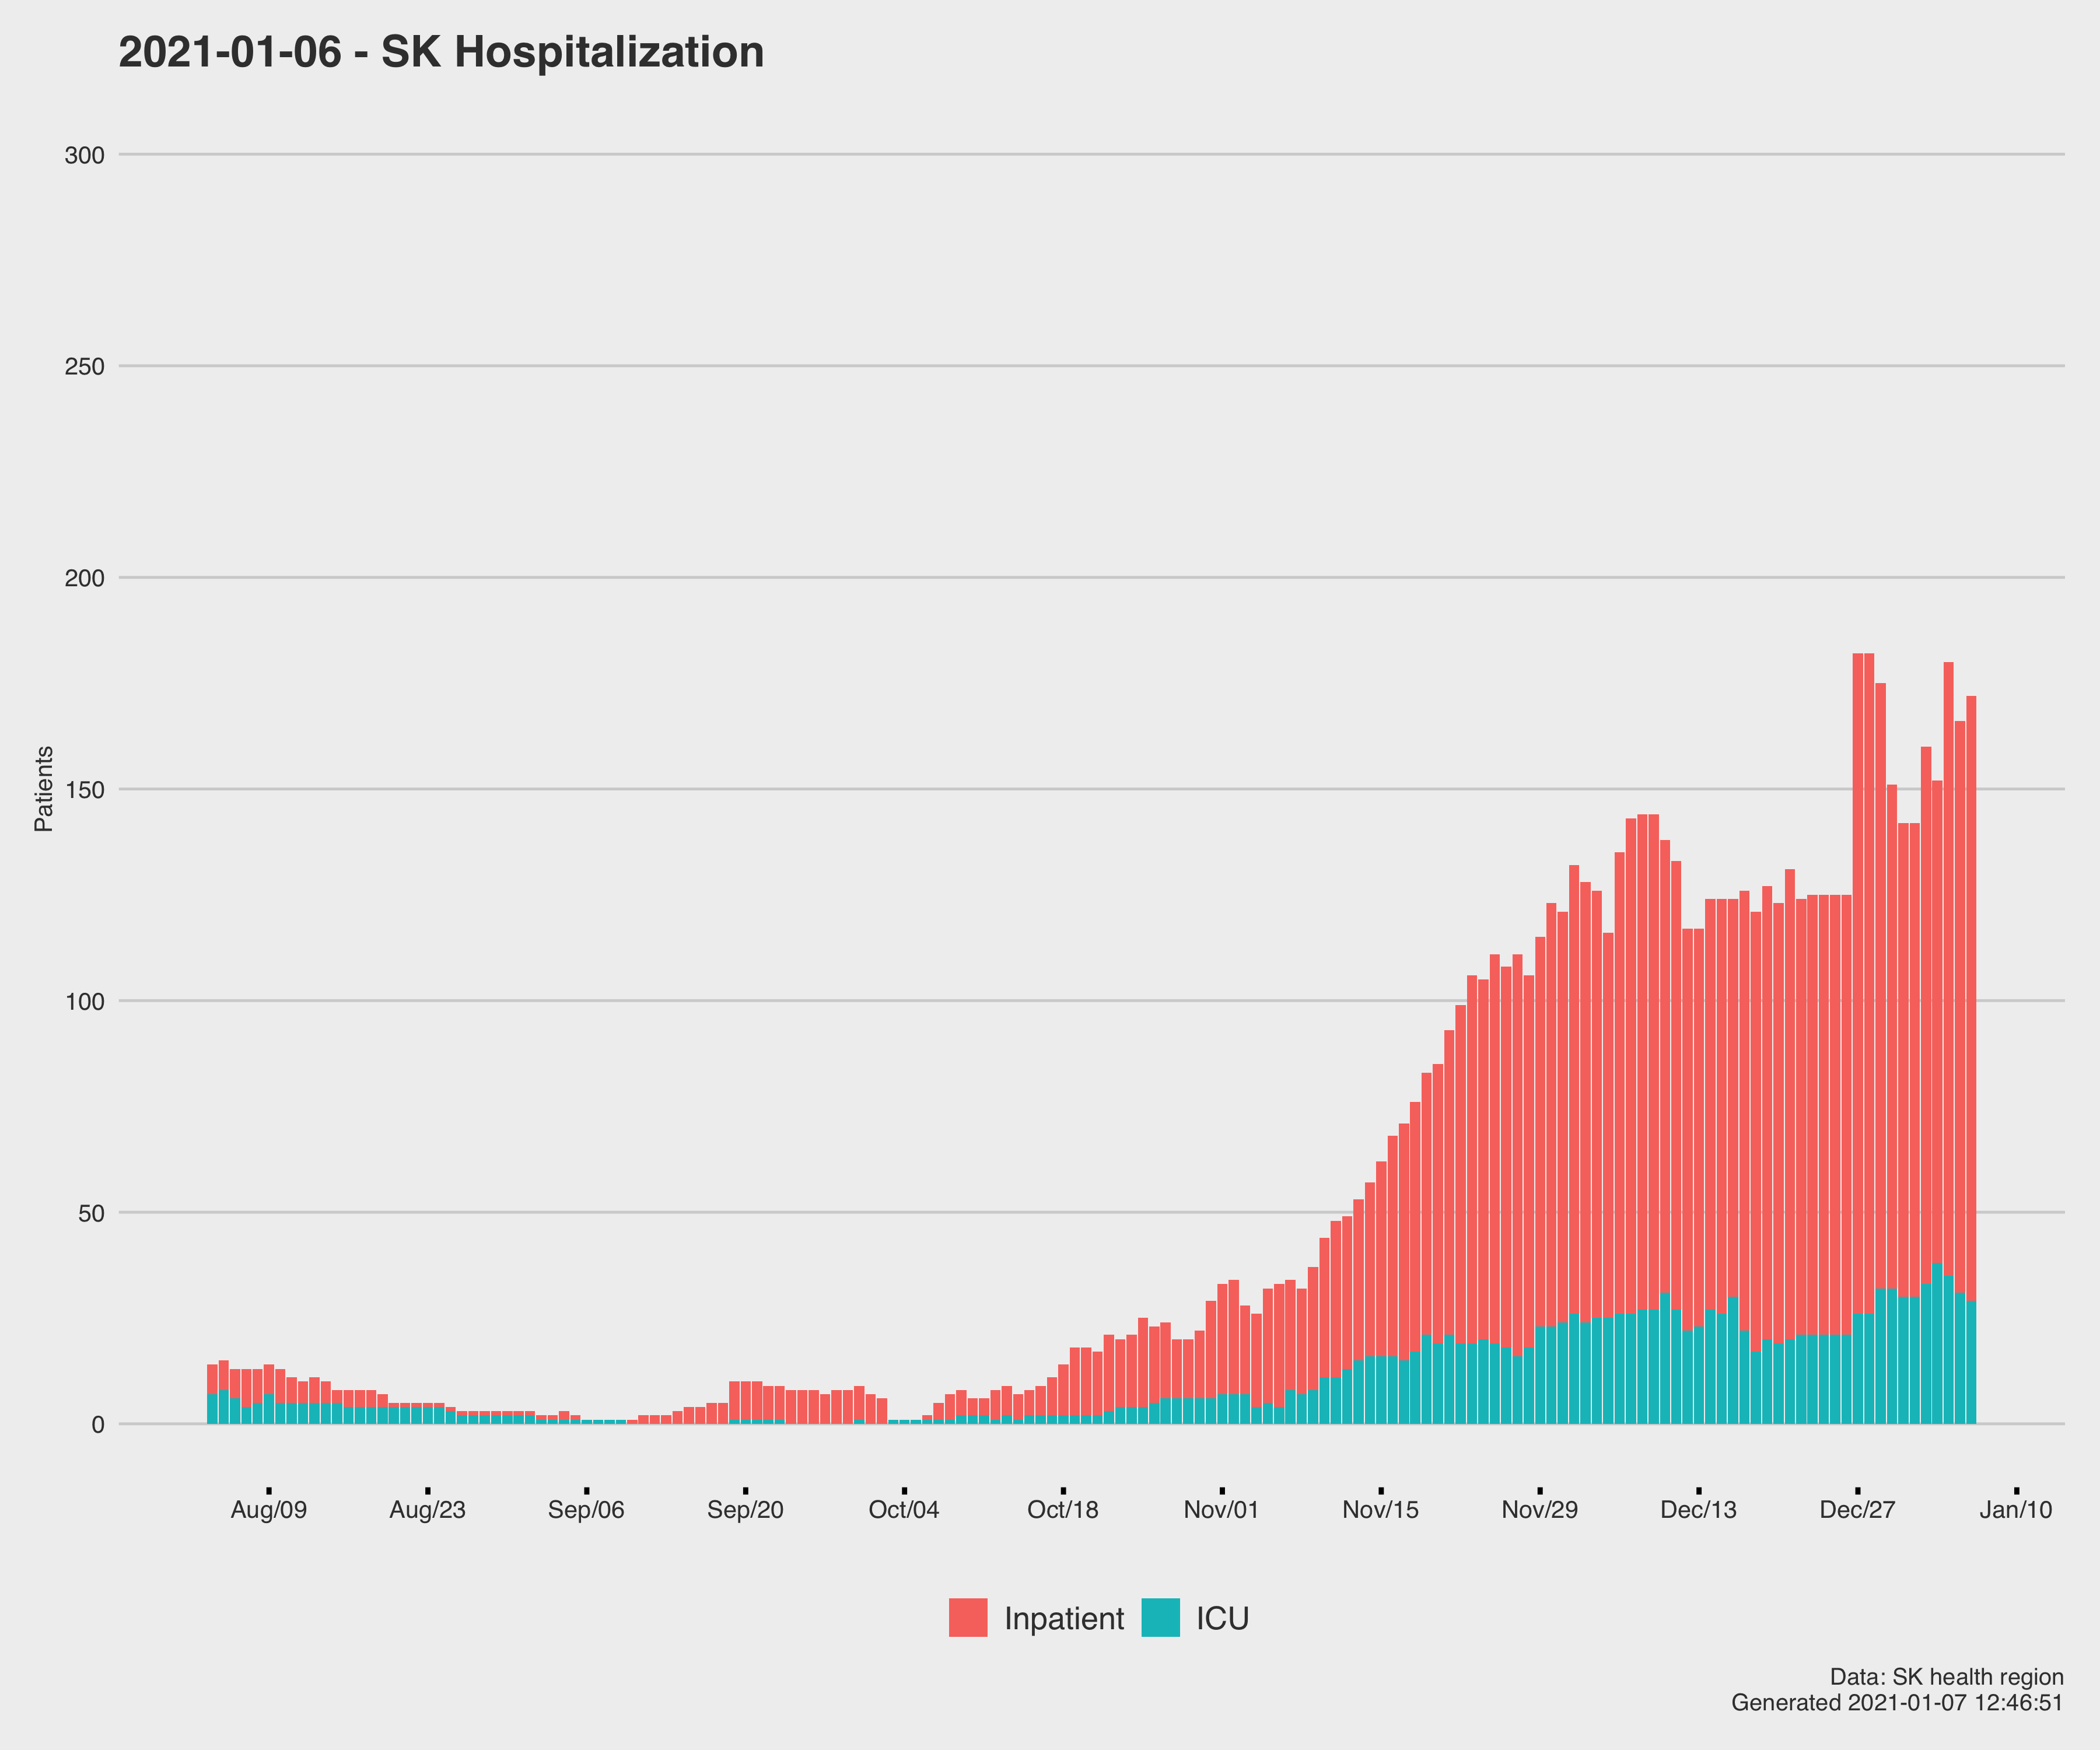 2021-01-06 - SK Hospitalization
300
250
200
150
100
50
0
Patients
Aug/09 Aug/23 Sep/06 Sep/20 Oct/04 Oct/18 Nov/01 Nov/15 Nov/29 Dec/13 Dec/27 Jan/10
Inpatient ICU
Data: SK health region
Generated 2021-01-07 12:46:51